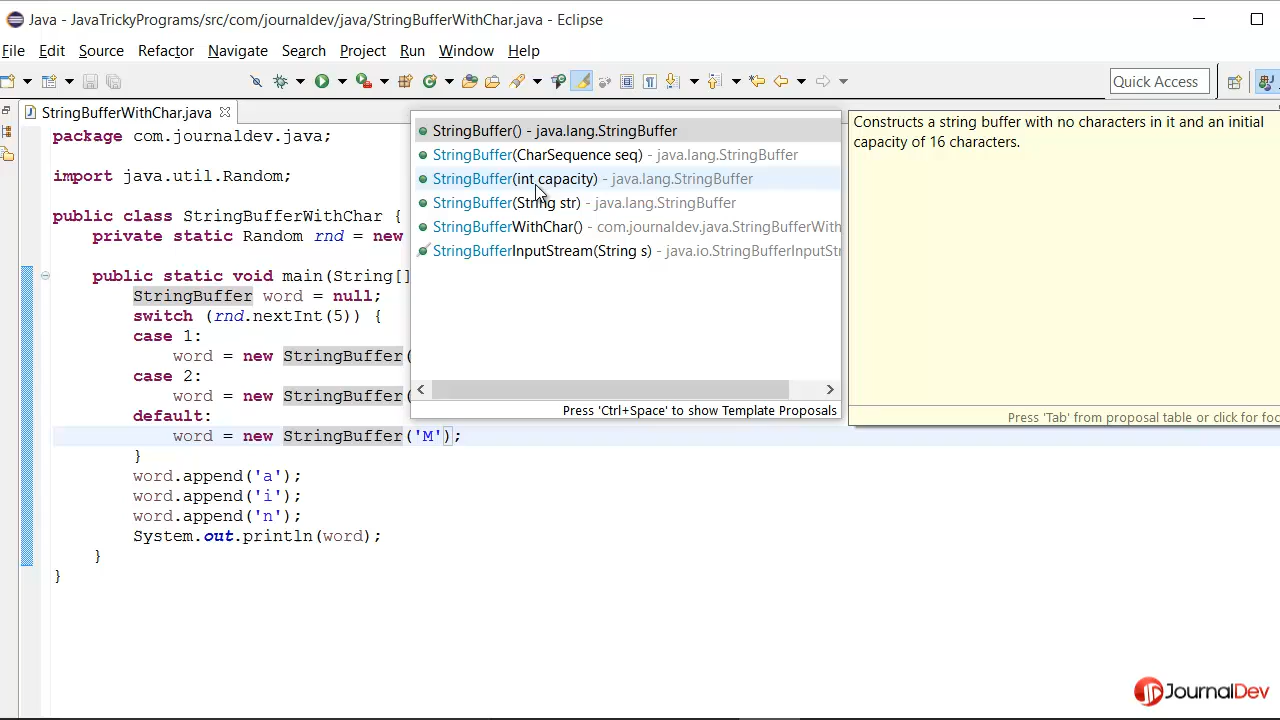 Java - JavaTrickyPrograms/src/com/journaldev/java/StringBufferWithChar.java - Eclipse
File Edit Source Refactor Navigate Search Project Run Window Help
Quick Access
StringBufferWithChar.java
package com.journaldev.java;
import java.util.Random;
public class StringBufferWithChar {
private static Random rnd = new
public static void main(String[]
StringBuffer word = null;
switch (rnd.nextInt(5)) {
case 1:
word = new StringBuffer(
case 2:
word = new StringBuffer(
default:
word = new StringBuffer('M');
}
word.append('a');
word.append('i');
word.append('n');
System.out.println(word);
}
}
StringBuffer() - java.lang.StringBuffer
StringBuffer(CharSequence seq) - java.lang.StringBuffer
StringBuffer(int capacity) - java.lang.StringBuffer
StringBuffer(String str) - java.lang.StringBuffer
StringBufferWithChar() - com.journaldev.java.StringBufferWith
StringBufferInputStream(String s) - java.io.StringBufferInputStr
Press 'Ctrl+Space' to show Template Proposals
Constructs a string buffer with no characters in it and an initial
capacity of 16 characters.
Press 'Tab' from proposal table or click for foc
JournalDev